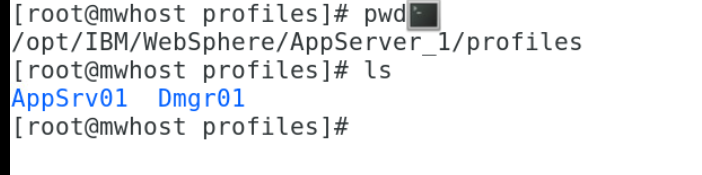 [root@mwhost profiles]# pwd
/opt/IBM/WebSphere/AppServer_1/profiles
[root@mwhost profiles]# ls
AppSrv01  Dmgr01
[root@mwhost profiles]#